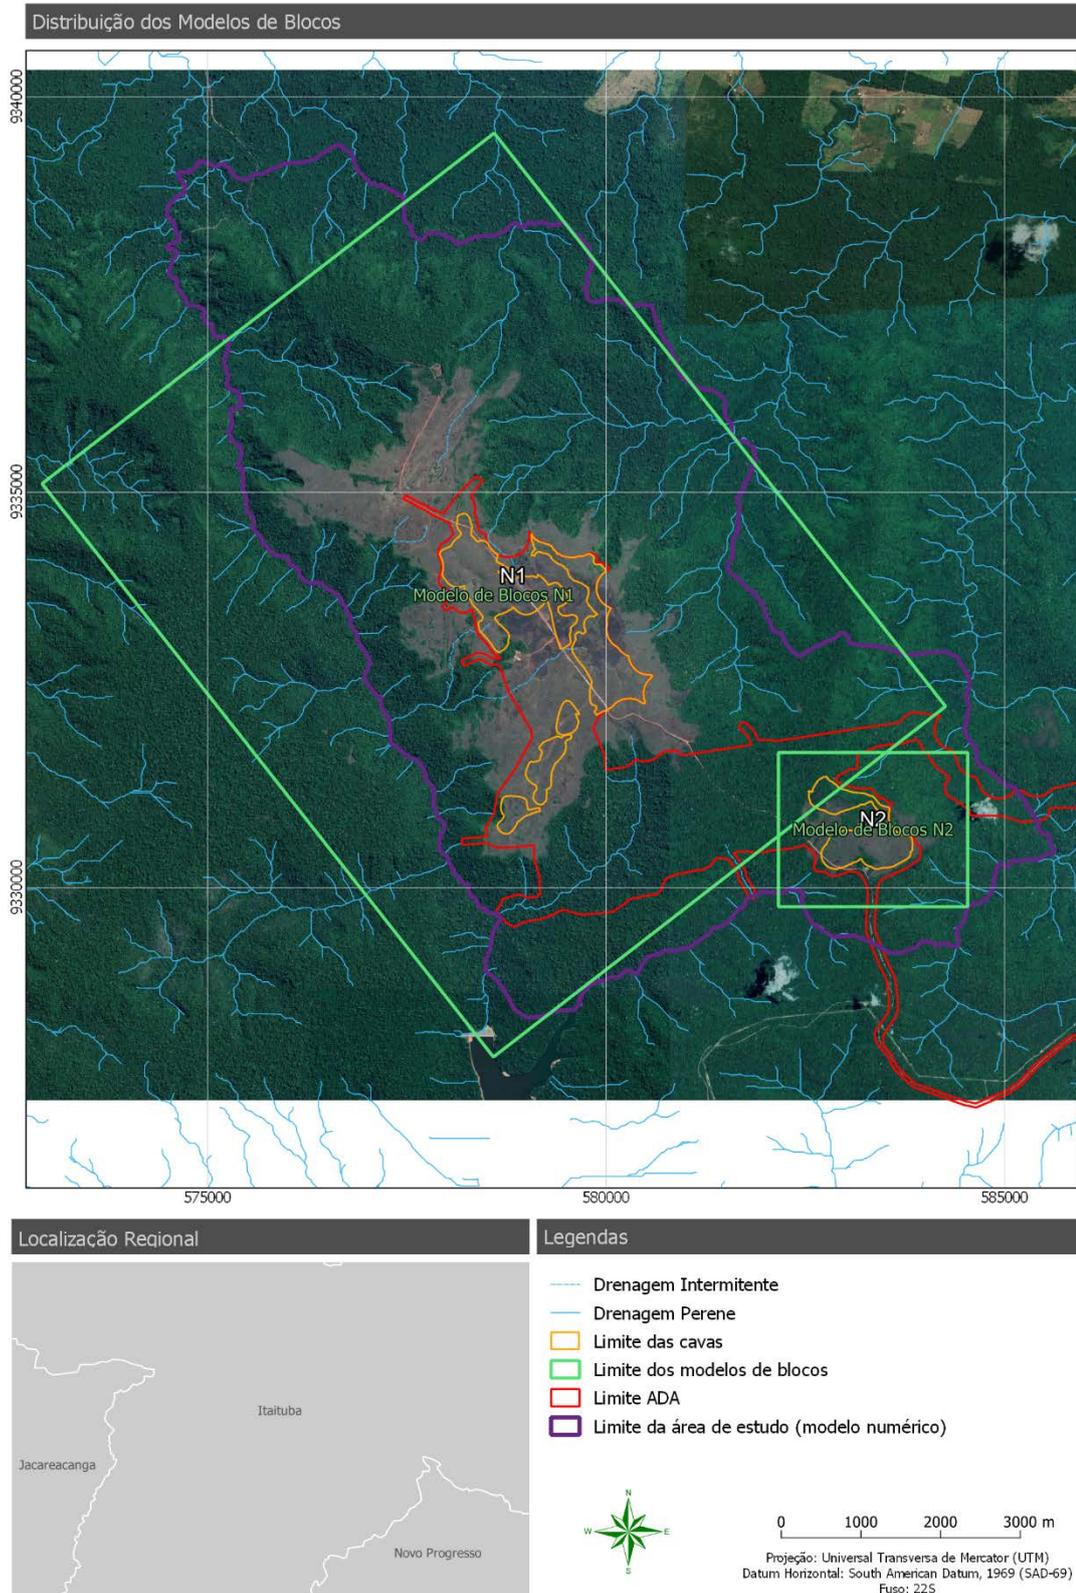 Distribuição dos Modelos de Blocos
9340000
9335000
9330000
N1
Modelo de Blocos N1
N2
Modelo de Blocos N2
575000
580000
585000
Localização Regional
Itaituba
Jacareacanga
Novo Progresso
Legendas
Drenagem Intermitente
Drenagem Perene
Limite das cavas
Limite dos modelos de blocos
Limite ADA
Limite da área de estudo (modelo numérico)
N
W
E
S
0 1000 2000 3000 m
Projeção: Universal Transversa de Mercator (UTM)
Datum Horizontal: South American Datum, 1969 (SAD-69)
Fuso: 22S